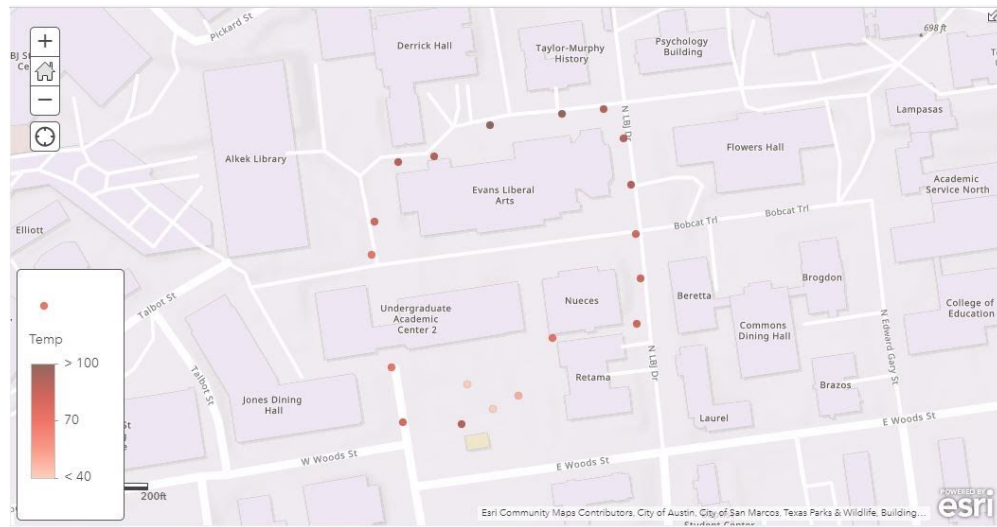 Pickard St
Derrick Hall
Taylor-Murphy
History
Psychology
Building
698 ft
BJ St
Ce
+
−
Lampasas
N LBJ Dr
Alkek Library
Flowers Hall
Evans Liberal
Arts
Academic
Service North
Elliott
Bobcat Trl
Bobcat Trl
Talbot St
Undergraduate
Academic
Center 2
Nueces
Beretta
Brogdon
College of
Education
Commons
Dining Hall
N Edward Gary St
Temp
> 100
70
< 40
Talbot St
N LBJ Dr
Retama
Brazos
Jones Dining
Hall
Laurel
St
E Woods St
W Woods St
E Woods St
200ft
Esri Community Maps Contributors, City of Austin, City of San Marcos, Texas Parks & Wildlife, Building...
POWERED BY
esri
Student Center